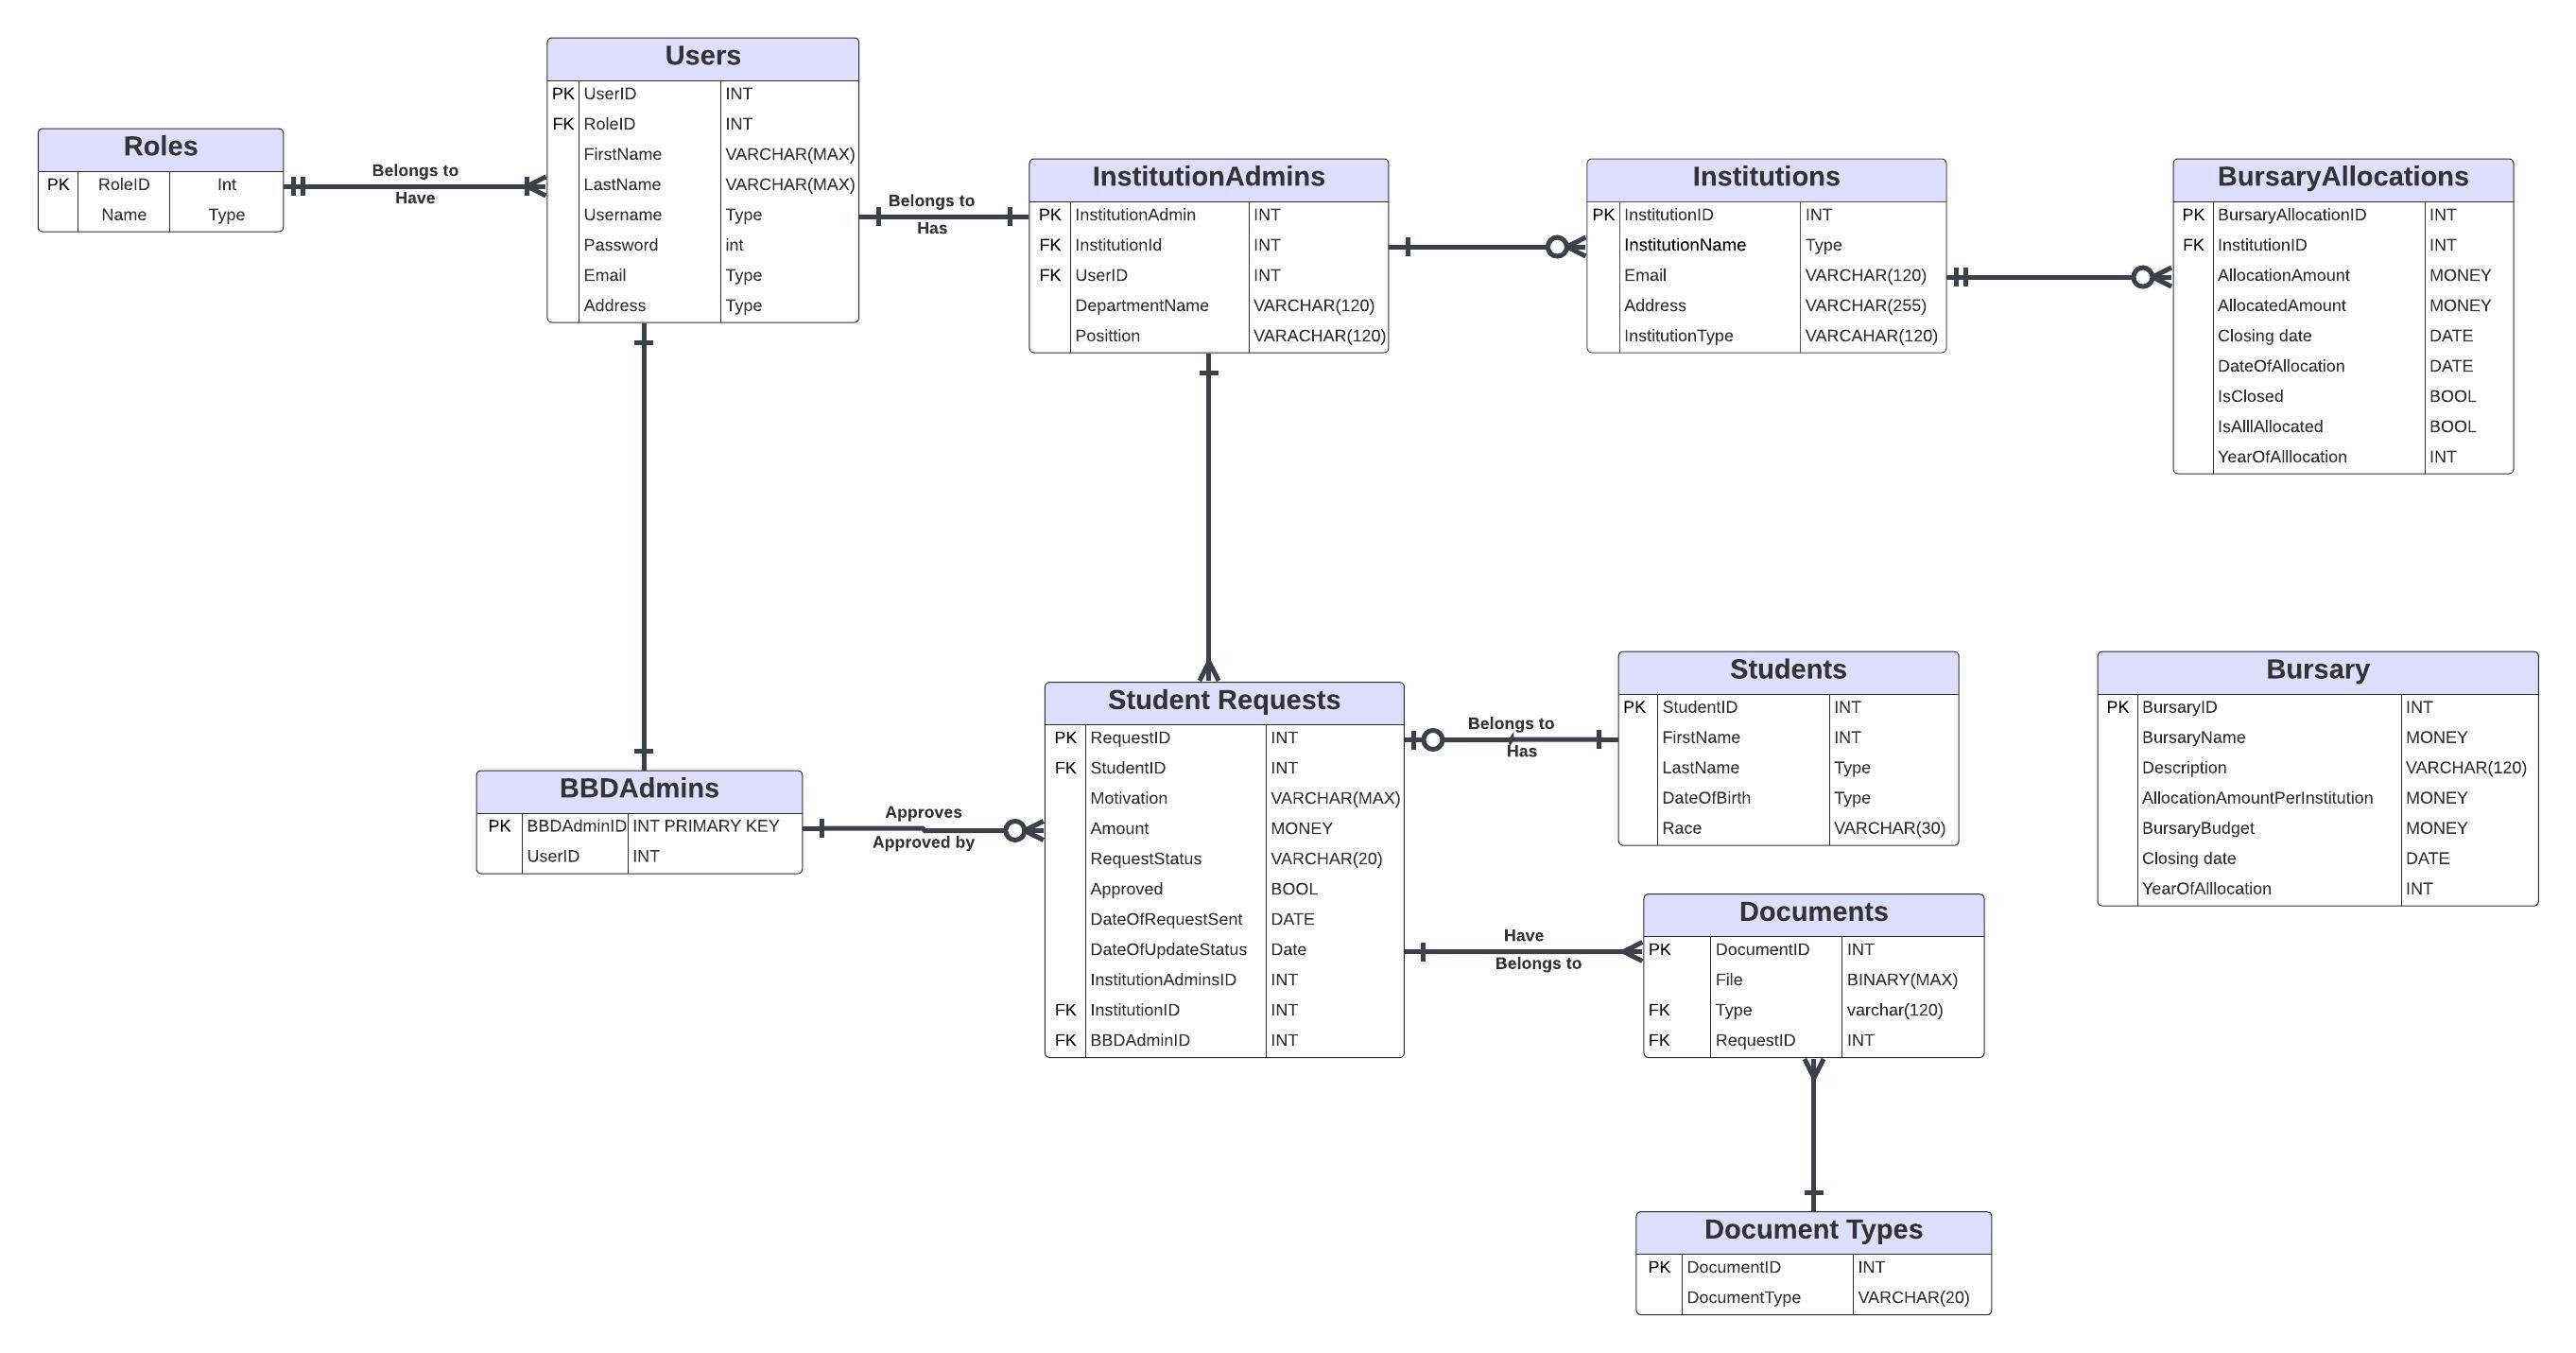 Users
PK UserID INT
FK RoleID INT
FirstName VARCHAR(MAX)
LastName VARCHAR(MAX)
Username Type
Password int
Email Type
Address Type
Roles
PK RoleID Int
Name Type
Belongs to
Have
Belongs to
Has
InstitutionAdmins
PK InstitutionAdmin INT
FK InstitutionId INT
FK UserID INT
DepartmentName VARCHAR(120)
Posittion VARACHAR(120)
Institutions
PK InstitutionID INT
InstitutionName Type
Email VARCHAR(120)
Address VARCHAR(255)
InstitutionType VARCAHAR(120)
BursaryAllocations
PK BursaryAllocationID INT
FK InstitutionID INT
AllocationAmount MONEY
AllocatedAmount MONEY
Closing date DATE
DateOfAllocation DATE
IsClosed BOOL
IsAlllAllocated BOOL
YearOfAlllocation INT
BBDAdmins
PK BBDAdminID INT PRIMARY KEY
UserID INT
Approves
Approved by
Student Requests
PK RequestID INT
FK StudentID INT
Motivation VARCHAR(MAX)
Amount MONEY
RequestStatus VARCHAR(20)
Approved BOOL
DateOfRequestSent DATE
DateOfUpdateStatus Date
InstitutionAdminsID INT
FK InstitutionID INT
FK BBDAdminID INT
Belongs to
Has
Students
PK StudentID INT
FirstName INT
LastName Type
DateOfBirth Type
Race VARCHAR(30)
Bursary
PK BursaryID INT
BursaryName MONEY
Description VARCHAR(120)
AllocationAmountPerInstitution MONEY
BursaryBudget MONEY
Closing date DATE
YearOfAlllocation INT
Have
Belongs to
Documents
PK DocumentID INT
File BINARY(MAX)
FK Type varchar(120)
FK RequestID INT
Document Types
PK DocumentID INT
DocumentType VARCHAR(20)